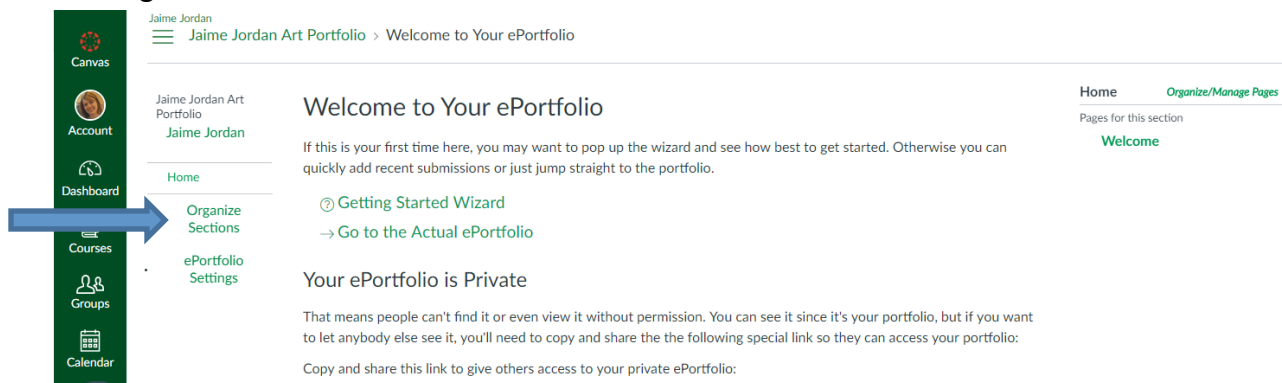 Jaime Jordan
Jaime Jordan Art Portfolio > Welcome to Your ePortfolio
Canvas
Account
Dashboard
Courses
Groups
Calendar
Jaime Jordan Art
Portfolio
Jaime Jordan
Home
Organize
Sections
ePortfolio
Settings
Welcome to Your ePortfolio
If this is your first time here, you may want to pop up the wizard and see how best to get started. Otherwise you can
quickly add recent submissions or just jump straight to the portfolio.
Getting Started Wizard
→ Go to the Actual ePortfolio
Your ePortfolio is Private
That means people can't find it or even view it without permission. You can see it since it's your portfolio, but if you want
to let anybody else see it, you'll need to copy and share the the following special link so they can access your portfolio:
Copy and share this link to give others access to your private ePortfolio:
Home Organize/Manage Pages
Pages for this section
Welcome